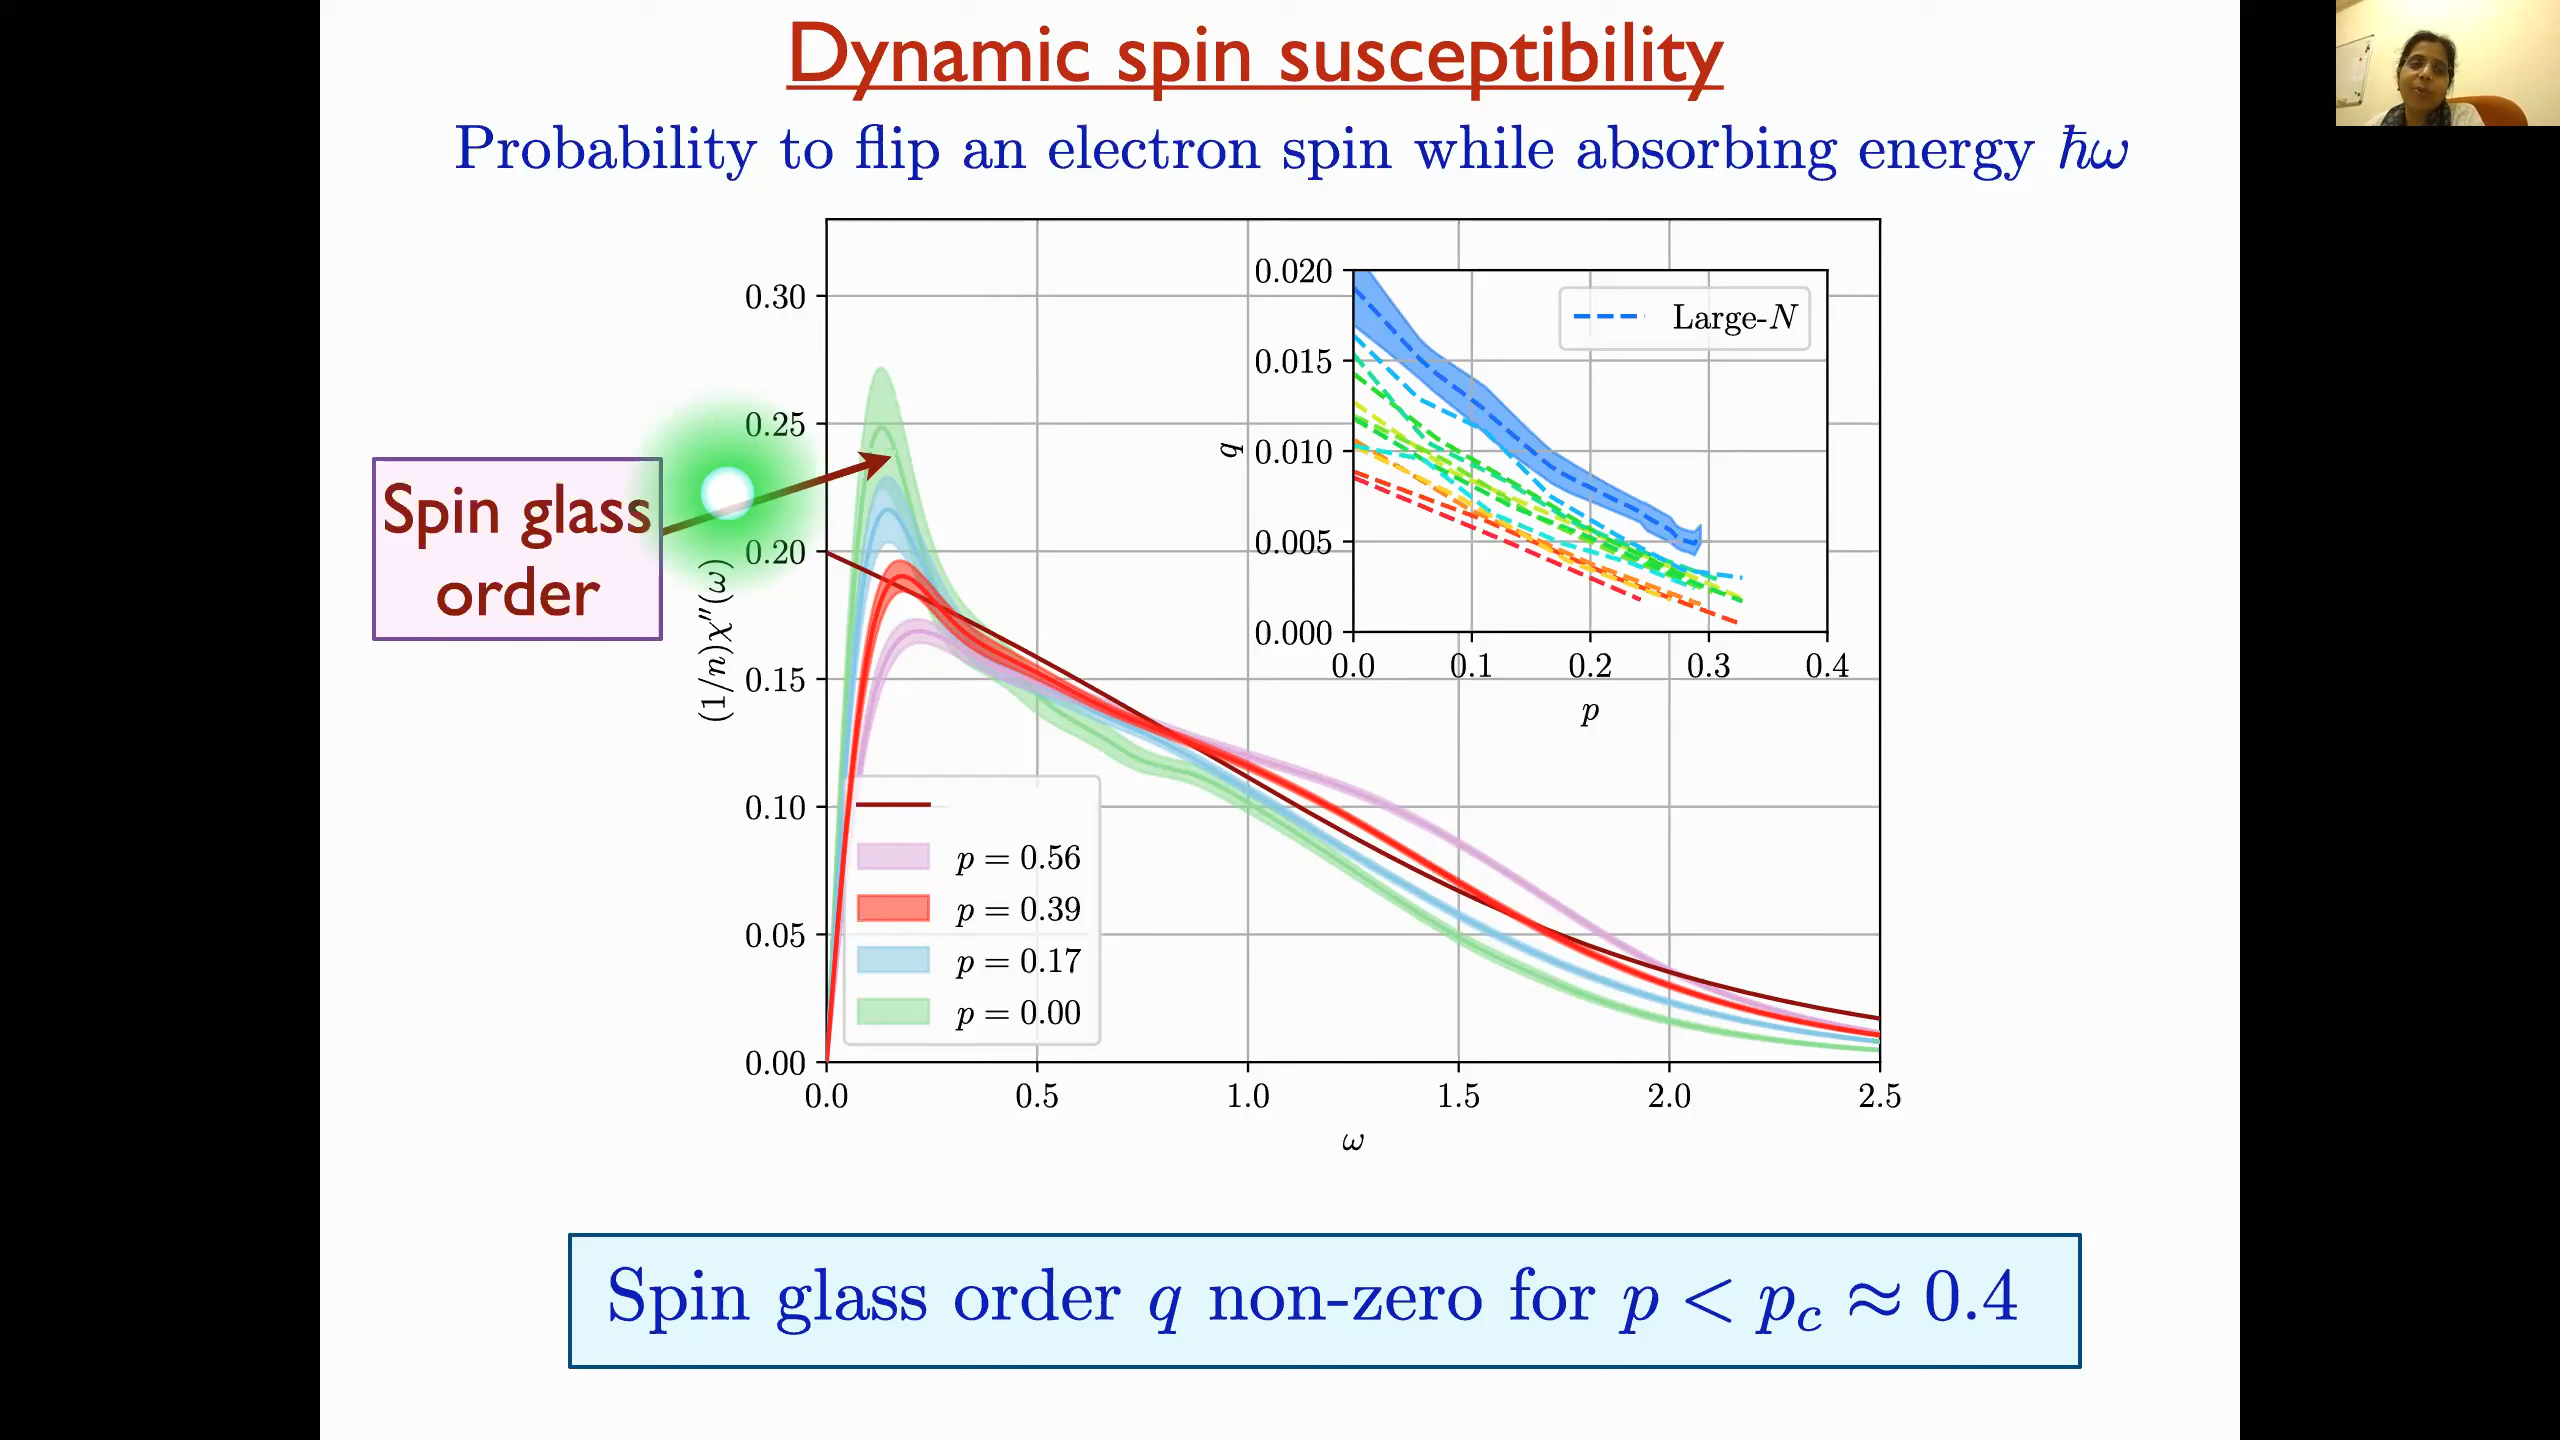 Dynamic spin susceptibility
Probability to flip an electron spin while absorbing energy ℏω
Spin glass
order
(1/n)χ″(ω)
0.30
0.25
0.20
0.15
0.10
0.05
0.00
0.0 0.5 1.0 1.5 2.0 2.5
ω
p = 0.56
p = 0.39
p = 0.17
p = 0.00
q
0.020
0.015
0.010
0.005
0.000
0.0 0.1 0.2 0.3 0.4
p
Large-N
Spin glass order q non-zero for p < p_c ≈ 0.4